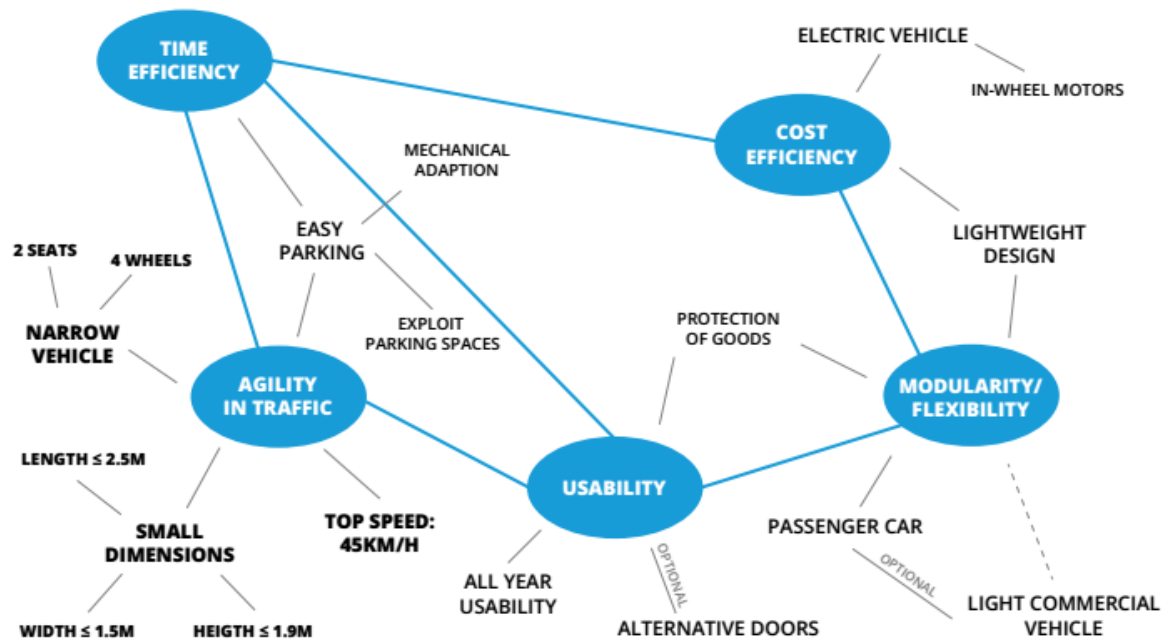 TIME
EFFICIENCY
ELECTRIC VEHICLE
IN-WHEEL MOTORS
COST
EFFICIENCY
MECHANICAL
ADAPTION
EASY
PARKING
LIGHTWEIGHT
DESIGN
2 SEATS
4 WHEELS
NARROW
VEHICLE
EXPLOIT
PARKING SPACES
PROTECTION
OF GOODS
AGILITY
IN TRAFFIC
MODULARITY/
FLEXIBILITY
LENGTH ≤ 2.5M
USABILITY
SMALL
DIMENSIONS
TOP SPEED:
45KM/H
PASSENGER CAR
ALL YEAR
USABILITY
OPTIONAL
OPTIONAL
WIDTH ≤ 1.5M
HEIGTH ≤ 1.9M
ALTERNATIVE DOORS
LIGHT COMMERCIAL
VEHICLE